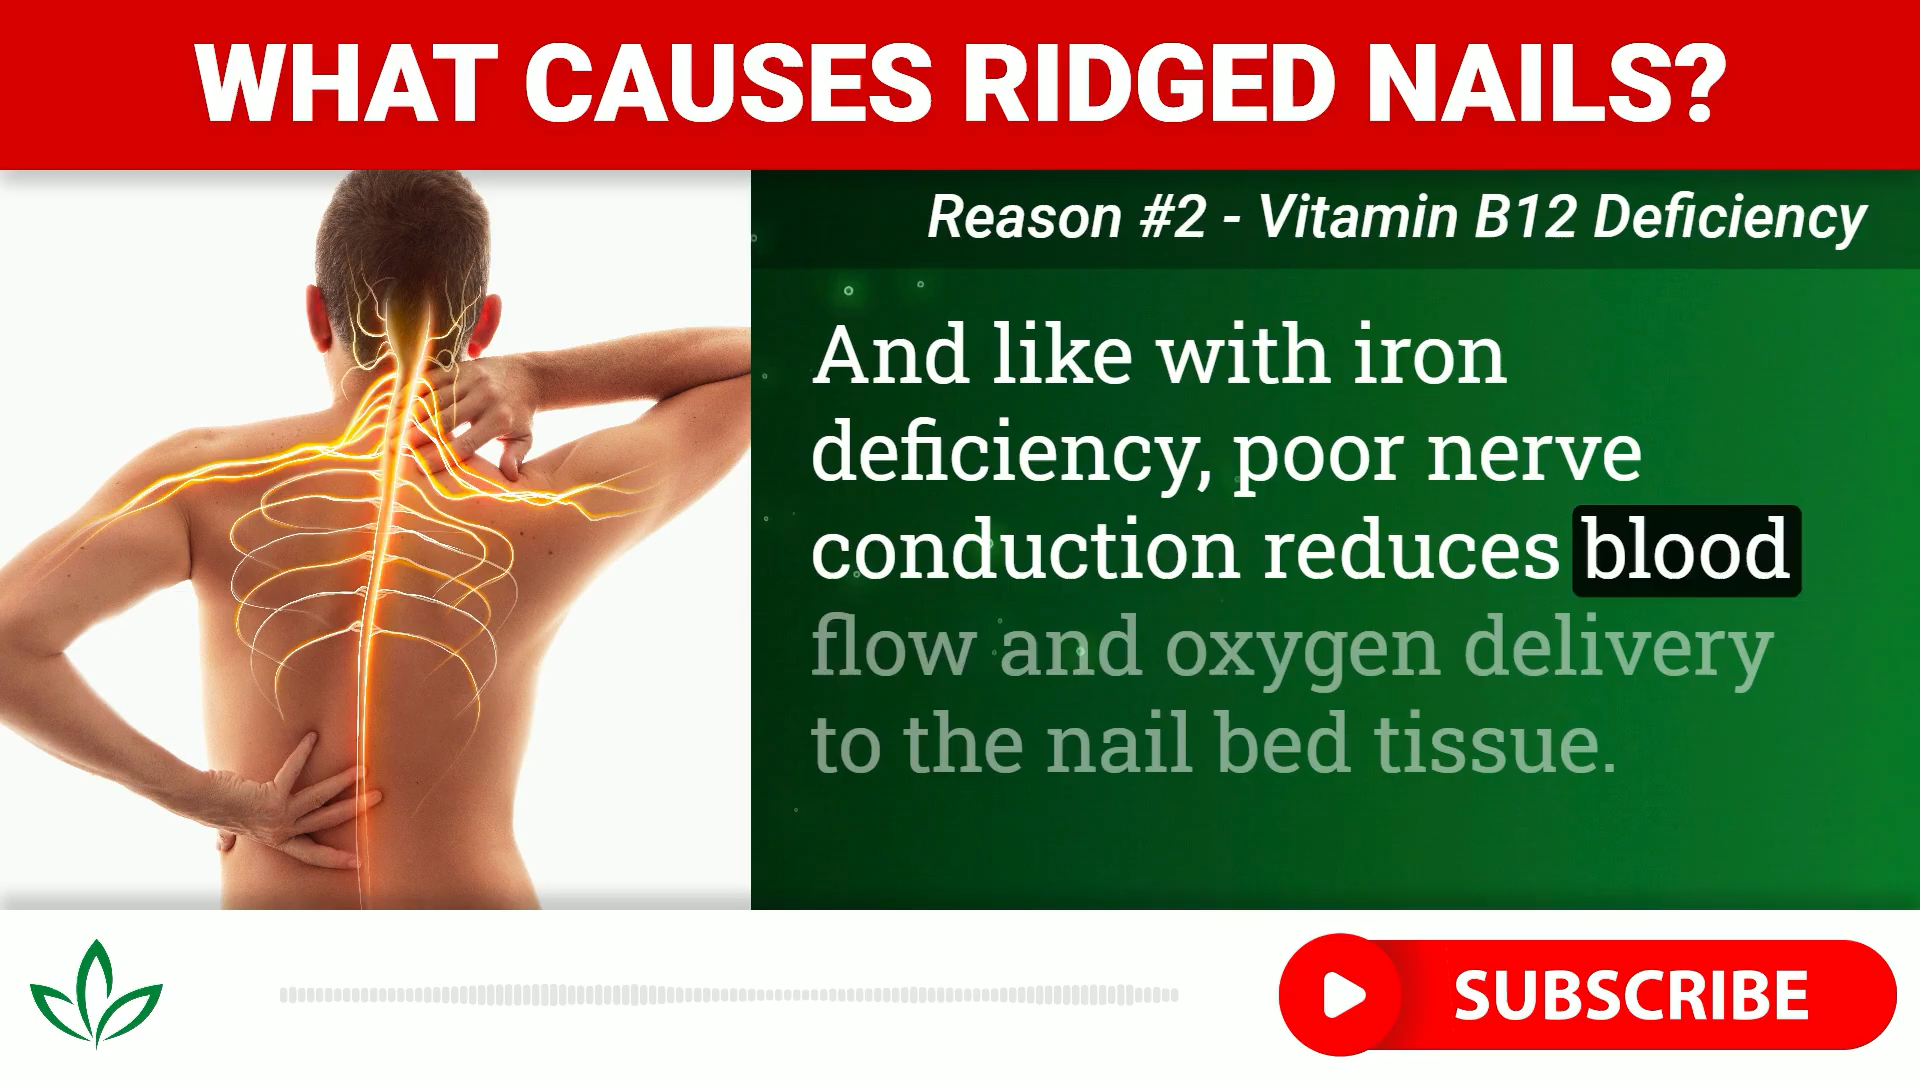 WHAT CAUSES RIDGED NAILS?
Reason #2 - Vitamin B12 Deficiency
And like with iron
deficiency, poor nerve
conduction reduces blood
flow and oxygen delivery
to the nail bed tissue.
SUBSCRIBE